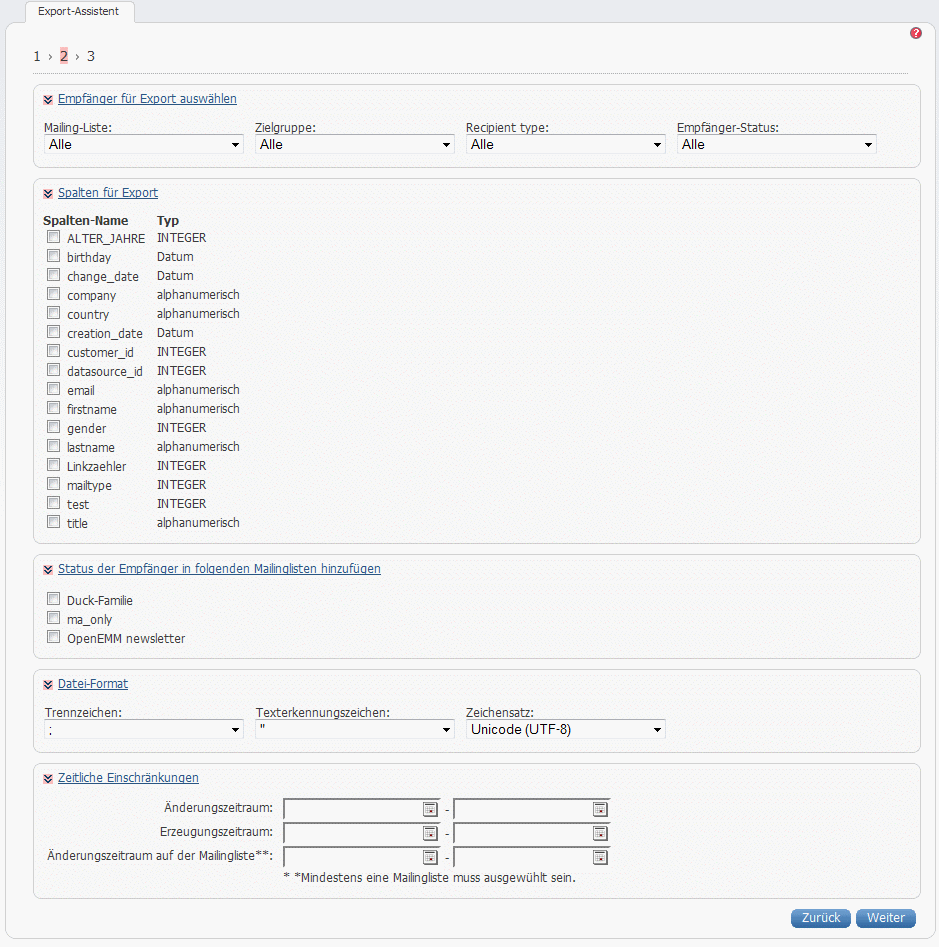 Export-Assistent
?
1 › 2 › 3
Empfänger für Export auswählen
Mailing-Liste: Zielgruppe: Recipient type: Empfänger-Status:
Alle Alle Alle Alle
Spalten für Export
Spalten-Name Typ
ALTER_JAHRE INTEGER
birthday Datum
change_date Datum
company alphanumerisch
country alphanumerisch
creation_date Datum
customer_id INTEGER
datasource_id INTEGER
email alphanumerisch
firstname alphanumerisch
gender INTEGER
lastname alphanumerisch
Linkzaehler INTEGER
mailtype INTEGER
test INTEGER
title alphanumerisch
Status der Empfänger in folgenden Mailinglisten hinzufügen
Duck-Familie
ma_only
OpenEMM newsletter
Datei-Format
Trennzeichen: Texterkennungszeichen: Zeichensatz:
; " Unicode (UTF-8)
Zeitliche Einschränkungen
Änderungszeitraum: -
Erzeugungszeitraum: -
Änderungszeitraum auf der Mailingliste**: -
* *Mindestens eine Mailingliste muss ausgewählt sein.
Zurück Weiter